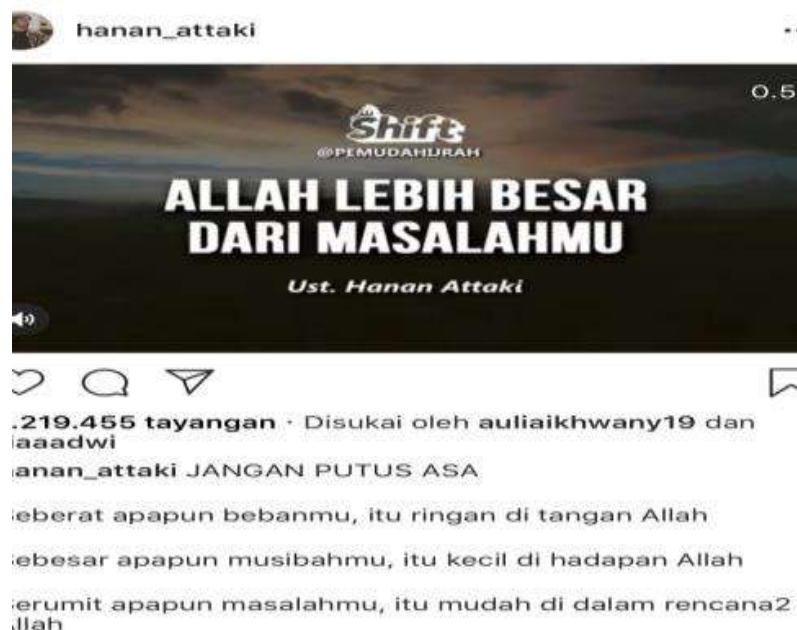 hanan_attaki
0.5
Shift
@PEMUDAHIJRAH
ALLAH LEBIH BESAR
DARI MASALAHMU
Ust. Hanan Attaki
.219.455 tayangan · Disukai oleh auliaikhwany19 dan
iaaadwi
anan_attaki JANGAN PUTUS ASA
eberat apapun bebanmu, itu ringan di tangan Allah
ebesar apapun musibahmu, itu kecil di hadapan Allah
erumit apapun masalahmu, itu mudah di dalam rencana2
llah